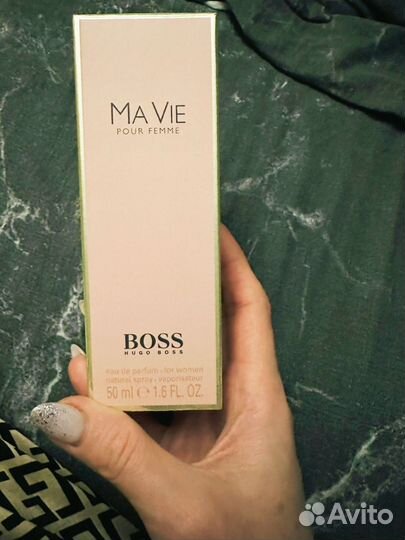 MA VIE
POUR FEMME
BOSS
HUGO BOSS
eau de parfum - for women
natural spray - vaporisateur
50 ml ℮ 1.6 FL. OZ.
Avito